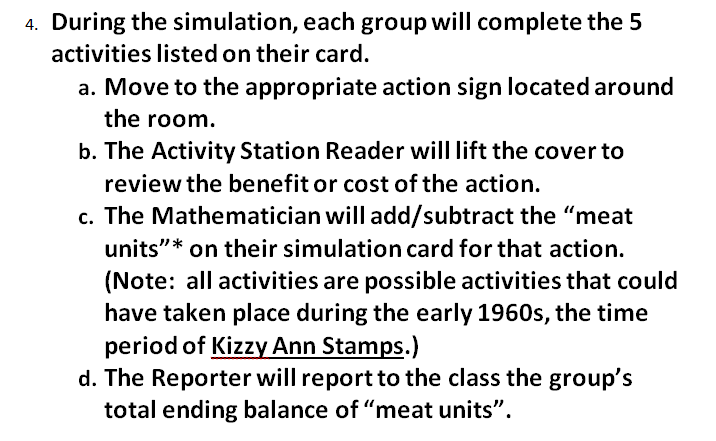 4. During the simulation, each group will complete the 5
activities listed on their card.
a. Move to the appropriate action sign located around
the room.
b. The Activity Station Reader will lift the cover to
review the benefit or cost of the action.
c. The Mathematician will add/subtract the “meat
units”* on their simulation card for that action.
(Note: all activities are possible activities that could
have taken place during the early 1960s, the time
period of Kizzy Ann Stamps.)
d. The Reporter will report to the class the group’s
total ending balance of “meat units”.